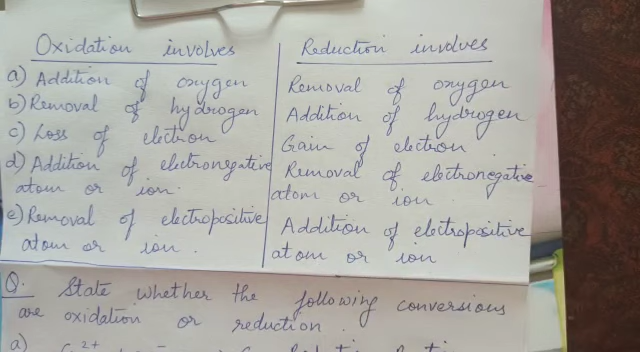 Oxidation involves
a) Addition of oxygen
b) Removal of hydrogen
c) Loss of electron
d) Addition of electronegative
atom or ion.
e) Removal of electropositive
atom or ion.
Reduction involves
Removal of oxygen
Addition of hydrogen
Gain of electron.
Removal of electronegative
atom or ion.
Addition of electropositive
atom or ion
Q. State whether the following conversions
are oxidation or reduction.
a)